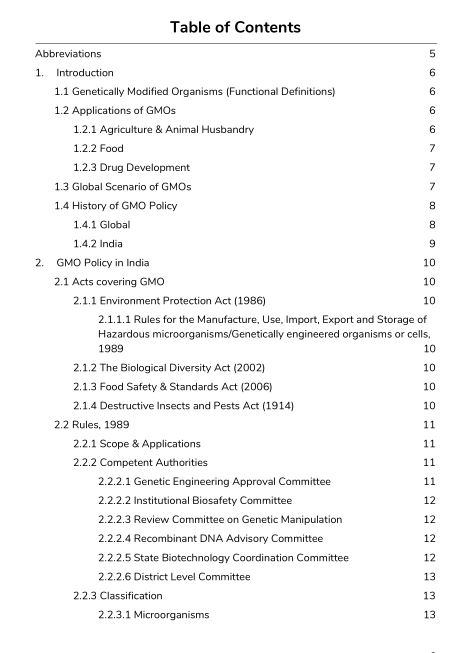 Table of Contents
Abbreviations 5
1. Introduction 6
1.1 Genetically Modified Organisms (Functional Definitions) 6
1.2 Applications of GMOs 6
1.2.1 Agriculture & Animal Husbandry 6
1.2.2 Food 7
1.2.3 Drug Development 7
1.3 Global Scenario of GMOs 7
1.4 History of GMO Policy 8
1.4.1 Global 8
1.4.2 India 9
2. GMO Policy in India 10
2.1 Acts covering GMO 10
2.1.1 Environment Protection Act (1986) 10
2.1.1.1 Rules for the Manufacture, Use, Import, Export and Storage of
Hazardous microorganisms/Genetically engineered organisms or cells,
1989 10
2.1.2 The Biological Diversity Act (2002) 10
2.1.3 Food Safety & Standards Act (2006) 10
2.1.4 Destructive Insects and Pests Act (1914) 10
2.2 Rules, 1989 11
2.2.1 Scope & Applications 11
2.2.2 Competent Authorities 11
2.2.2.1 Genetic Engineering Approval Committee 11
2.2.2.2 Institutional Biosafety Committee 12
2.2.2.3 Review Committee on Genetic Manipulation 12
2.2.2.4 Recombinant DNA Advisory Committee 12
2.2.2.5 State Biotechnology Coordination Committee 12
2.2.2.6 District Level Committee 13
2.2.3 Classification 13
2.2.3.1 Microorganisms 13